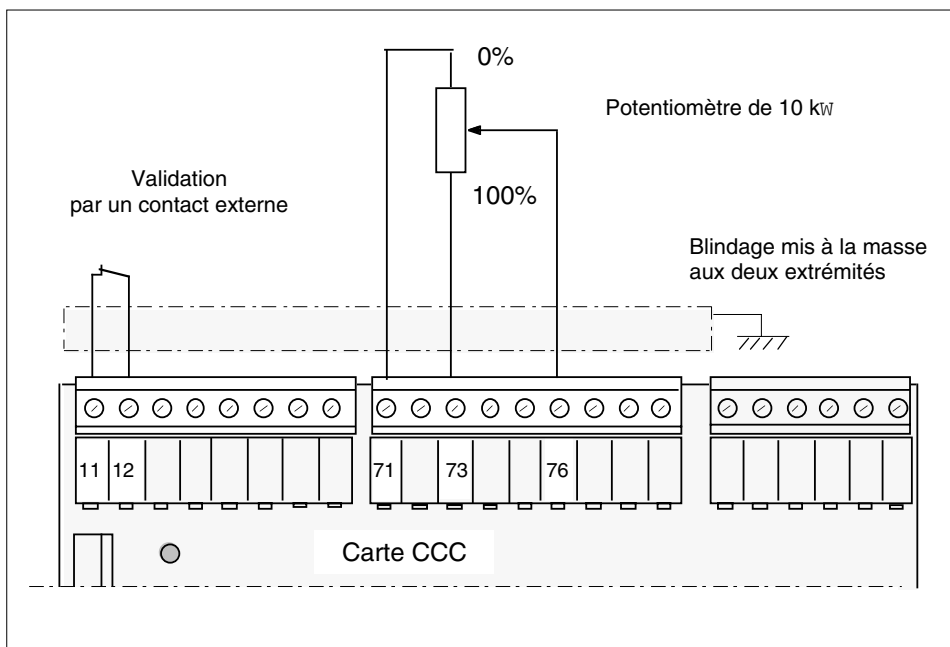 0%
Potentiomètre de 10 kW
100%
Validation
par un contact externe
Blindage mis à la masse
aux deux extrémités
11 12 71 73 76
Carte CCC